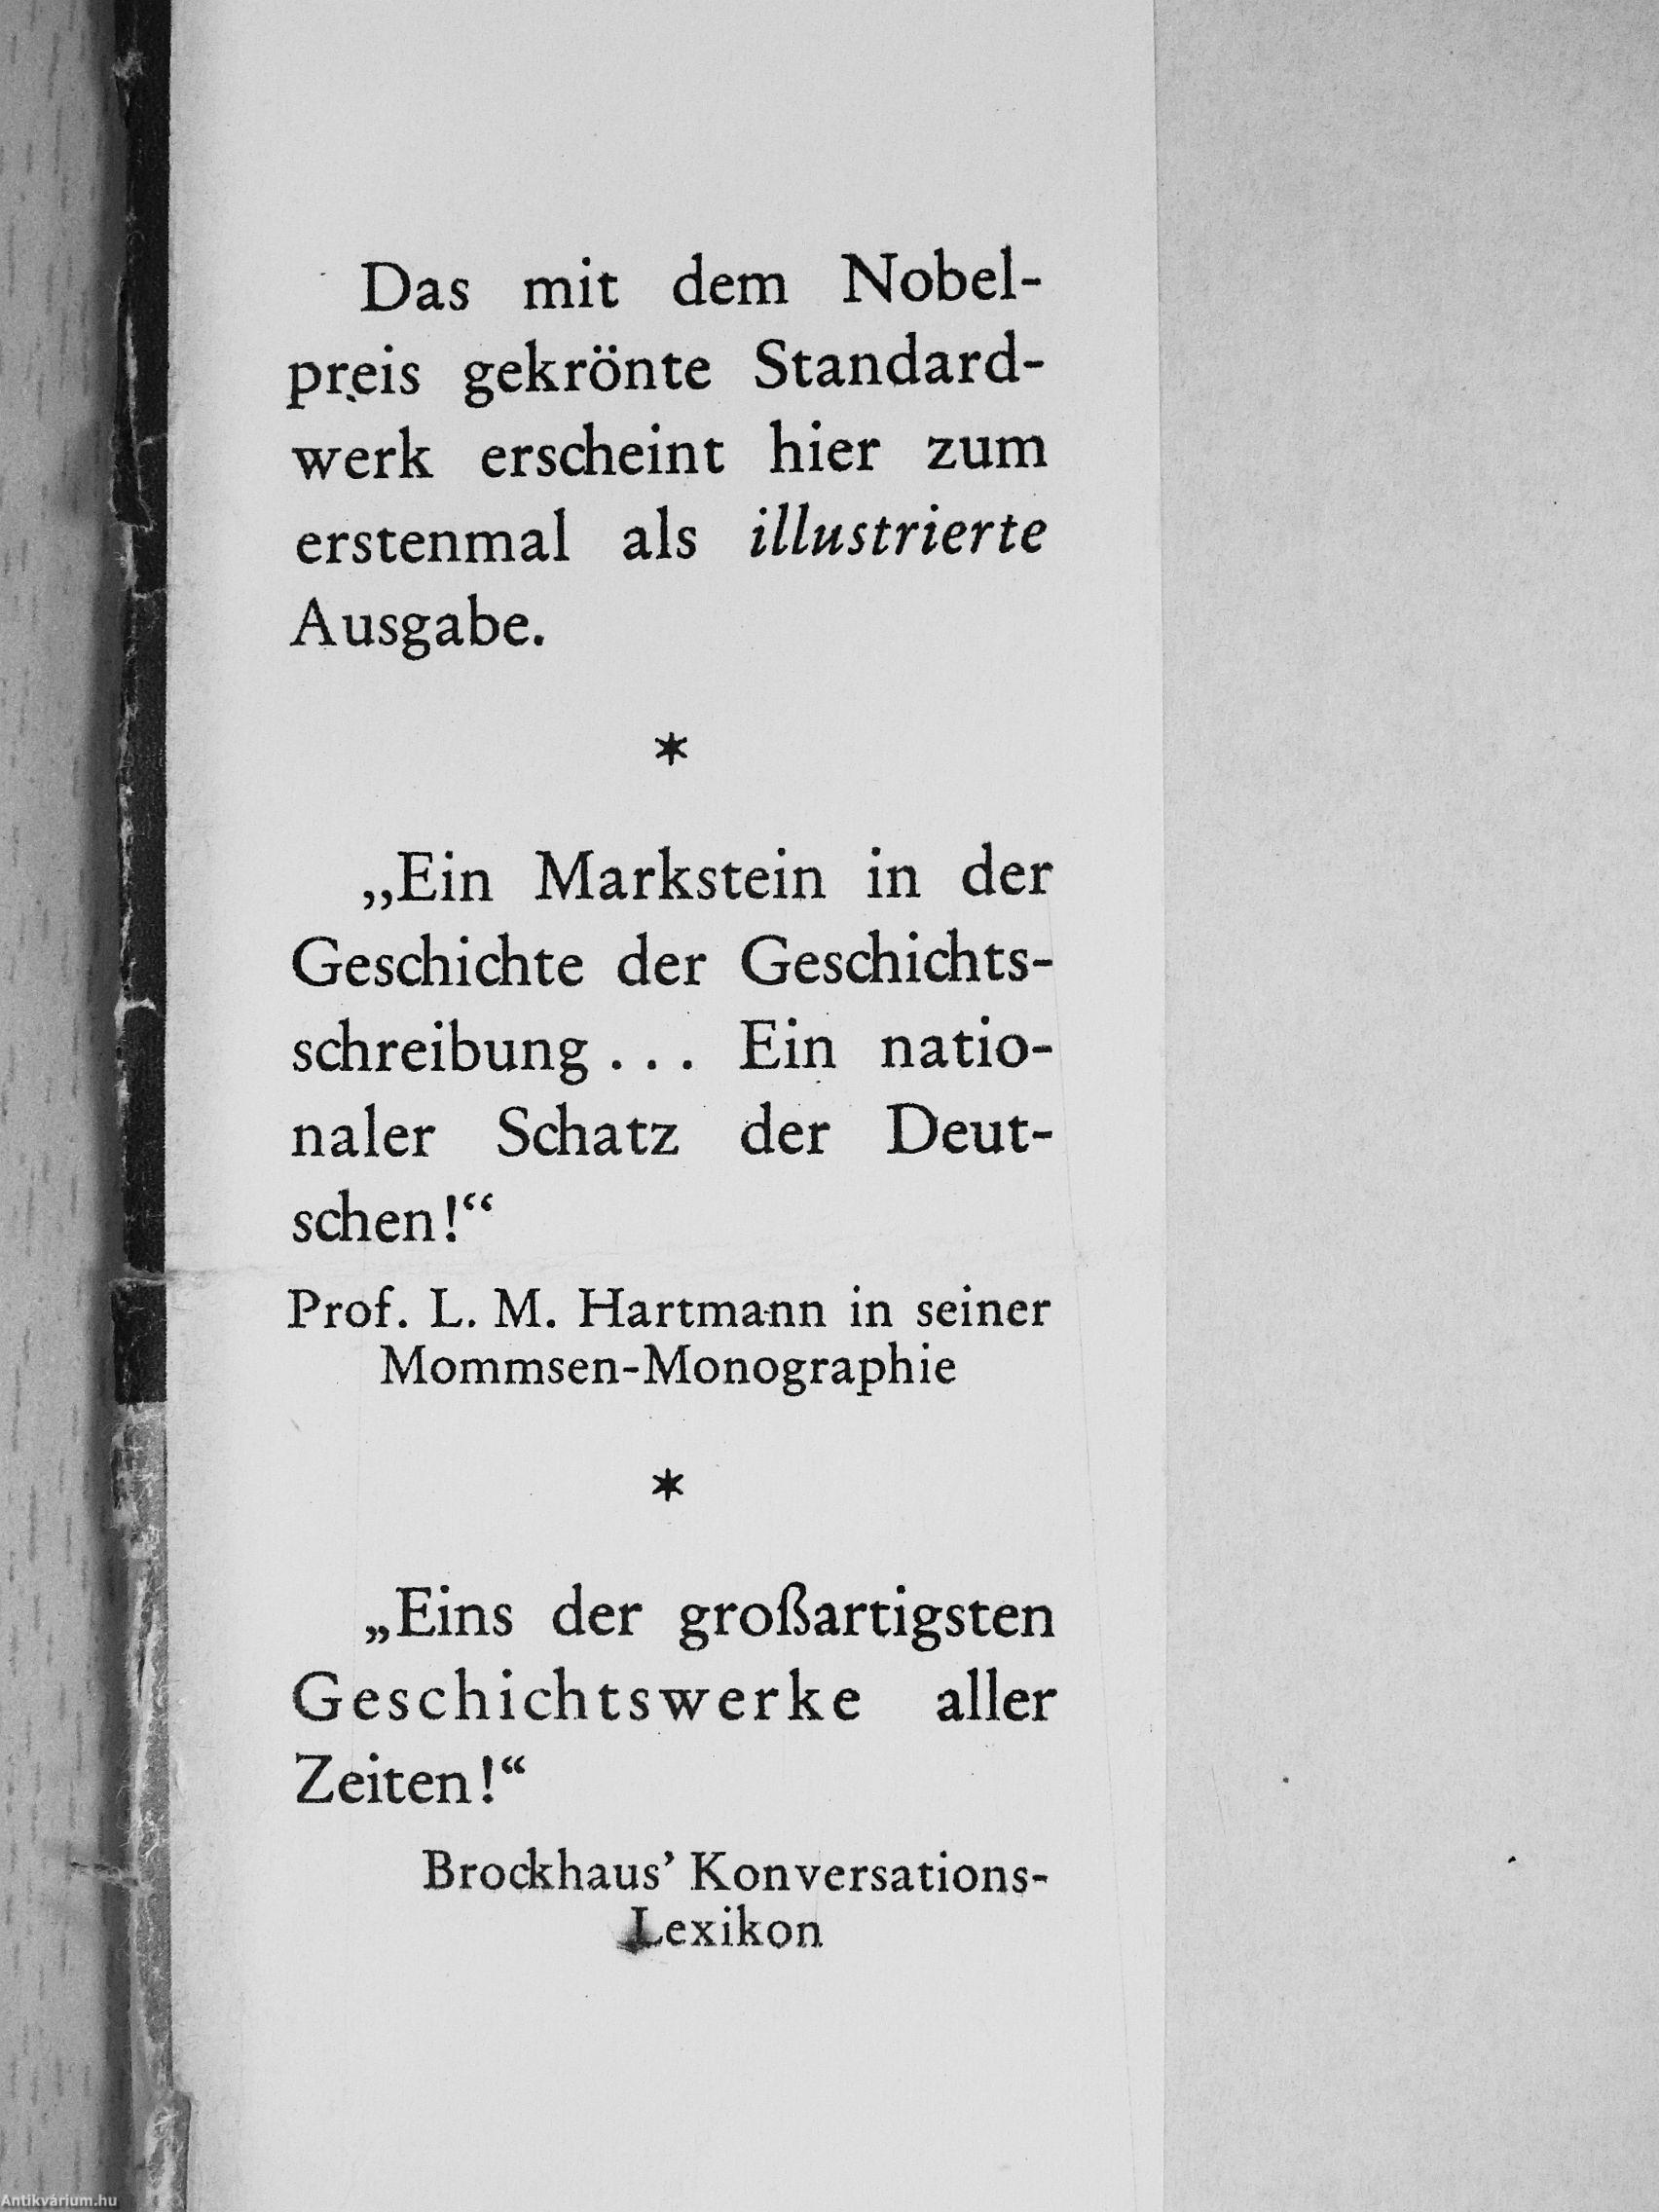 Das mit dem Nobel-
preis gekrönte Standard-
werk erscheint hier zum
erstenmal als illustrierte
Ausgabe.
*
„Ein Markstein in der
Geschichte der Geschichts-
schreibung... Ein natio-
naler Schatz der Deut-
schen!“
Prof. L. M. Hartmann in seiner
Mommsen-Monographie
*
„Eins der großartigsten
Geschichtswerke aller
Zeiten!“
Brockhaus’ Konversations-
Lexikon
Antikvárium.hu